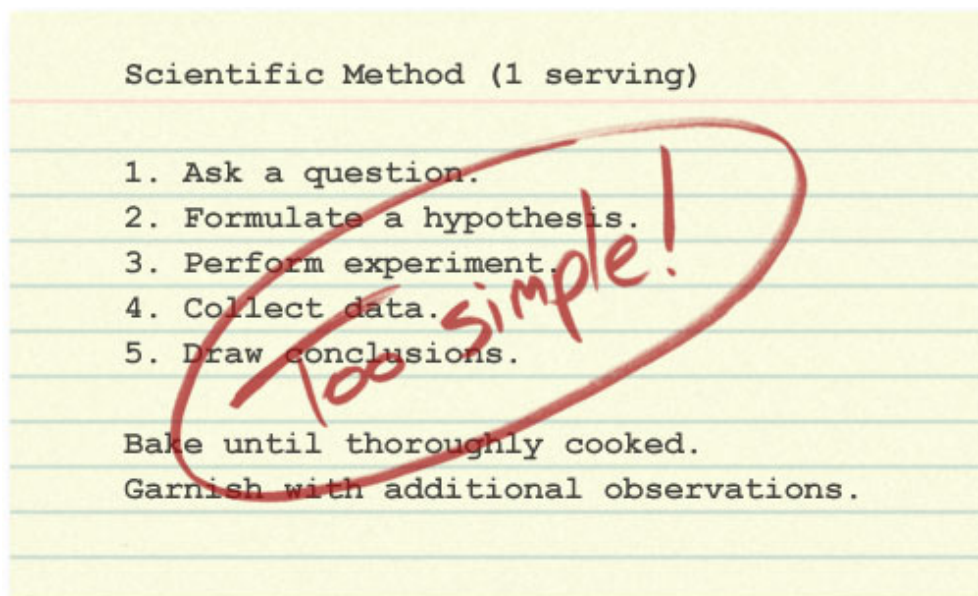 Scientific Method (1 serving)
1. Ask a question.
2. Formulate a hypothesis.
3. Perform experiment.
4. Collect data.
5. Draw conclusions.
Too simple!
Bake until thoroughly cooked.
Garnish with additional observations.